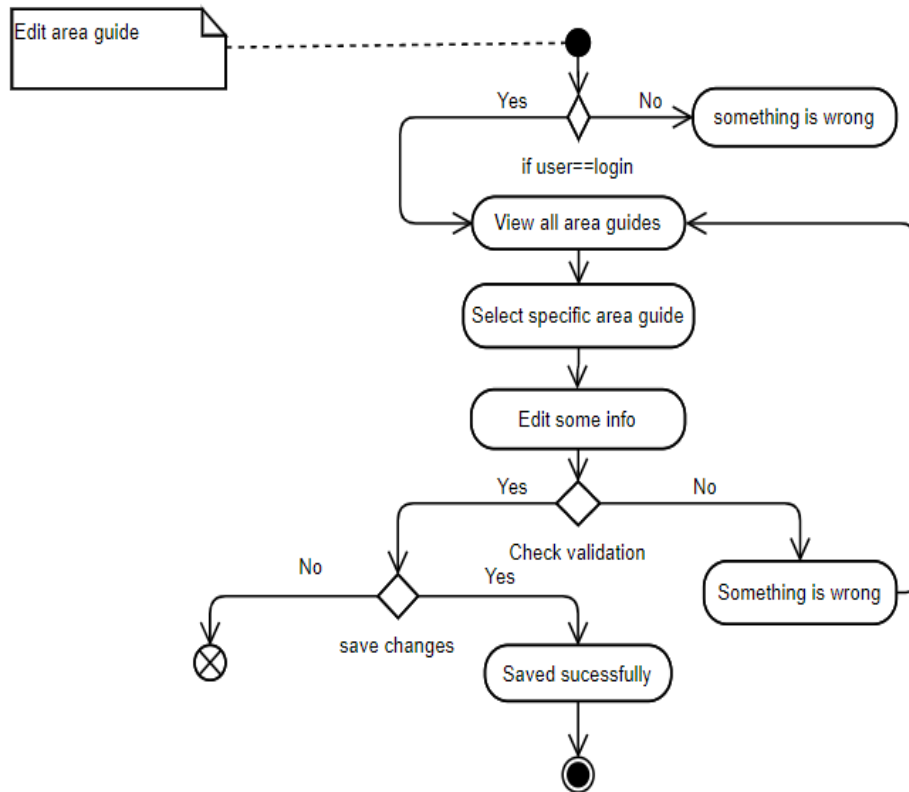 Edit area guide
Yes
No
something is wrong
if user==login
View all area guides
Select specific area guide
Edit some info
Yes
No
Check validation
No
Yes
Something is wrong
save changes
Saved sucessfully